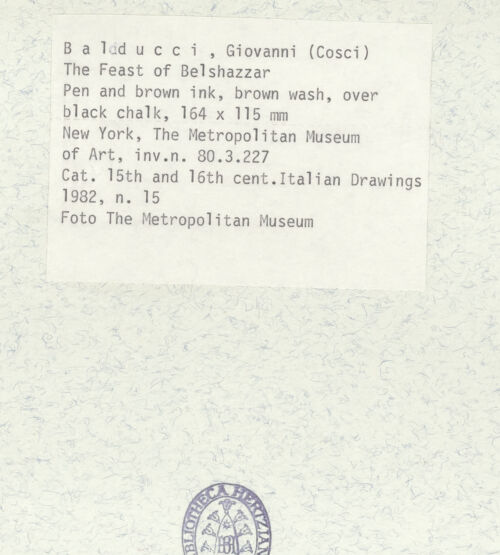 B a l d u c c i , Giovanni (Cosci)
The Feast of Belshazzar
Pen and brown ink, brown wash, over
black chalk, 164 x 115 mm
New York, The Metropolitan Museum
of Art, inv.n. 80.3.227
Cat. 15th and 16th cent.Italian Drawings
1982, n. 15
Foto The Metropolitan Museum
BIBLIOTHECA HERTZIANA